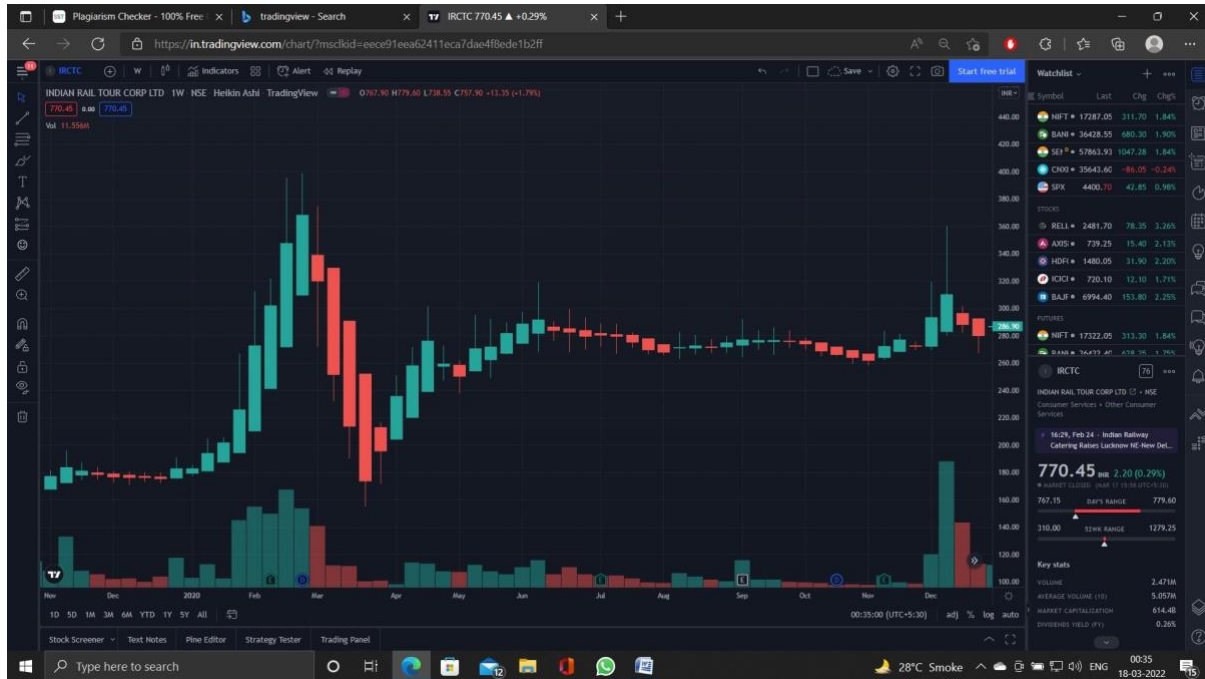 Plagiarism Checker - 100% Free
tradingview - Search
IRCTC 770.45 ▲ +0.29%
https://in.tradingview.com/chart/?msclkid=eece91eea62411eca7dae4f8ede1b2ff
IRCTC W Indicators Alert Replay Save Start free trial
INDIAN RAIL TOUR CORP LTD · 1W · NSE · Heikin Ashi · TradingView O767.90 H779.60 L738.55 C757.90 -13.35 (-1.79%)
770.45 0.00 770.45
Vol 11.556M
INR
440.00
420.00
400.00
380.00
360.00
340.00
320.00
300.00
286.90
280.00
260.00
240.00
220.00
200.00
180.00
160.00
140.00
120.00
100.00
Nov Dec 2020 Feb Mar Apr May Jun Jul Aug Sep Oct Nov Dec
1D 5D 1M 3M 6M YTD 1Y 5Y All 00:35:00 (UTC+5:30) adj % log auto
Stock Screener Text Notes Pine Editor Strategy Tester Trading Panel
Watchlist
Symbol Last Chg Chg%
NIFT 17287.05 311.70 1.84%
BANI 36428.55 680.30 1.90%
57863.93 1047.28 1.84%
CNXI 35643.60 -86.05 -0.24%
SPX 4400.70 42.85 0.98%
STOCKS
RELI 2481.70 78.35 3.26%
AXIS 739.25 15.40 2.13%
HDFC 1480.05 31.90 2.20%
ICICI 720.10 12.10 1.71%
BAJF 6994.40 153.80 2.25%
FUTURES
NIFT 17322.05 313.30 1.84%
IRCTC 76
INDIAN RAIL TOUR CORP LTD • NSE
Consumer Services • Other Consumer
Services
16:29, Feb 24 - Indian Railway
Catering Raises Lucknow NE-New Del...
770.45 INR 2.20 (0.29%)
MARKET CLOSED
767.15 DAY'S RANGE 779.60
310.00 52WK RANGE 1279.25
Key stats
VOLUME 2.471M
AVERAGE VOLUME (10) 5.057M
MARKET CAPITALIZATION 614.4B
DIVIDENDS YIELD (FY) 0.26%
Type here to search
12
28°C Smoke
ENG
00:35
18-03-2022
15